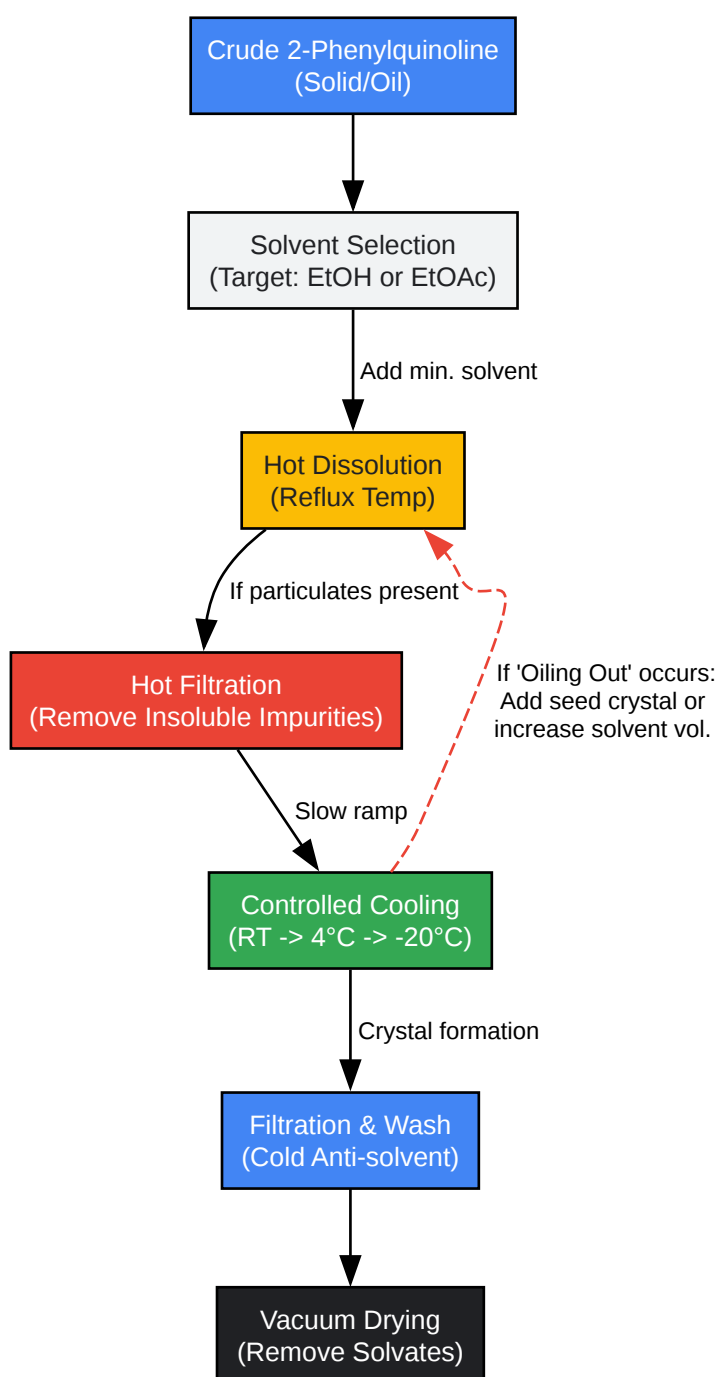 Crude 2-Phenylquinoline
(Solid/Oil)
Solvent Selection
(Target: EtOH or EtOAc)
Add min. solvent
Hot Dissolution
(Reflux Temp)
If particulates present
Hot Filtration
(Remove Insoluble Impurities)
If 'Oiling Out' occurs:
Add seed crystal or
increase solvent vol.
Slow ramp
Controlled Cooling
(RT -> 4°C -> -20°C)
Crystal formation
Filtration & Wash
(Cold Anti-solvent)
Vacuum Drying
(Remove Solvates)